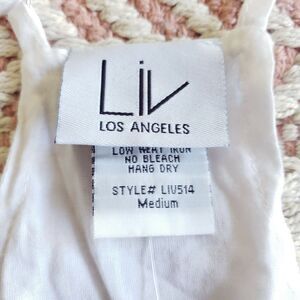 Liv
LOS ANGELES
LOW HEAT IRON
NO BLEACH
HANG DRY
STYLE# LIV514
Medium